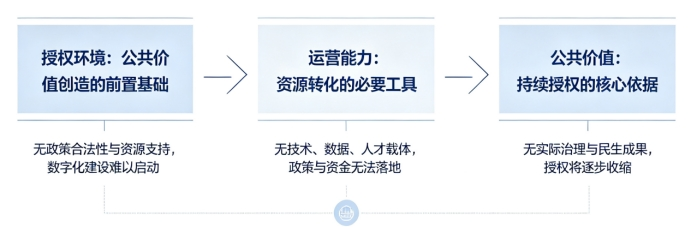 授权环境：公共价
值创造的前置基础
运营能力：
资源转化的必要工具
公共价值：
持续授权的核心依据
无政策合法性与资源支持，
数字化建设难以启动
无技术、数据、人才载体，
政策与资金无法落地
无实际治理与民生成果，
授权将逐步收缩